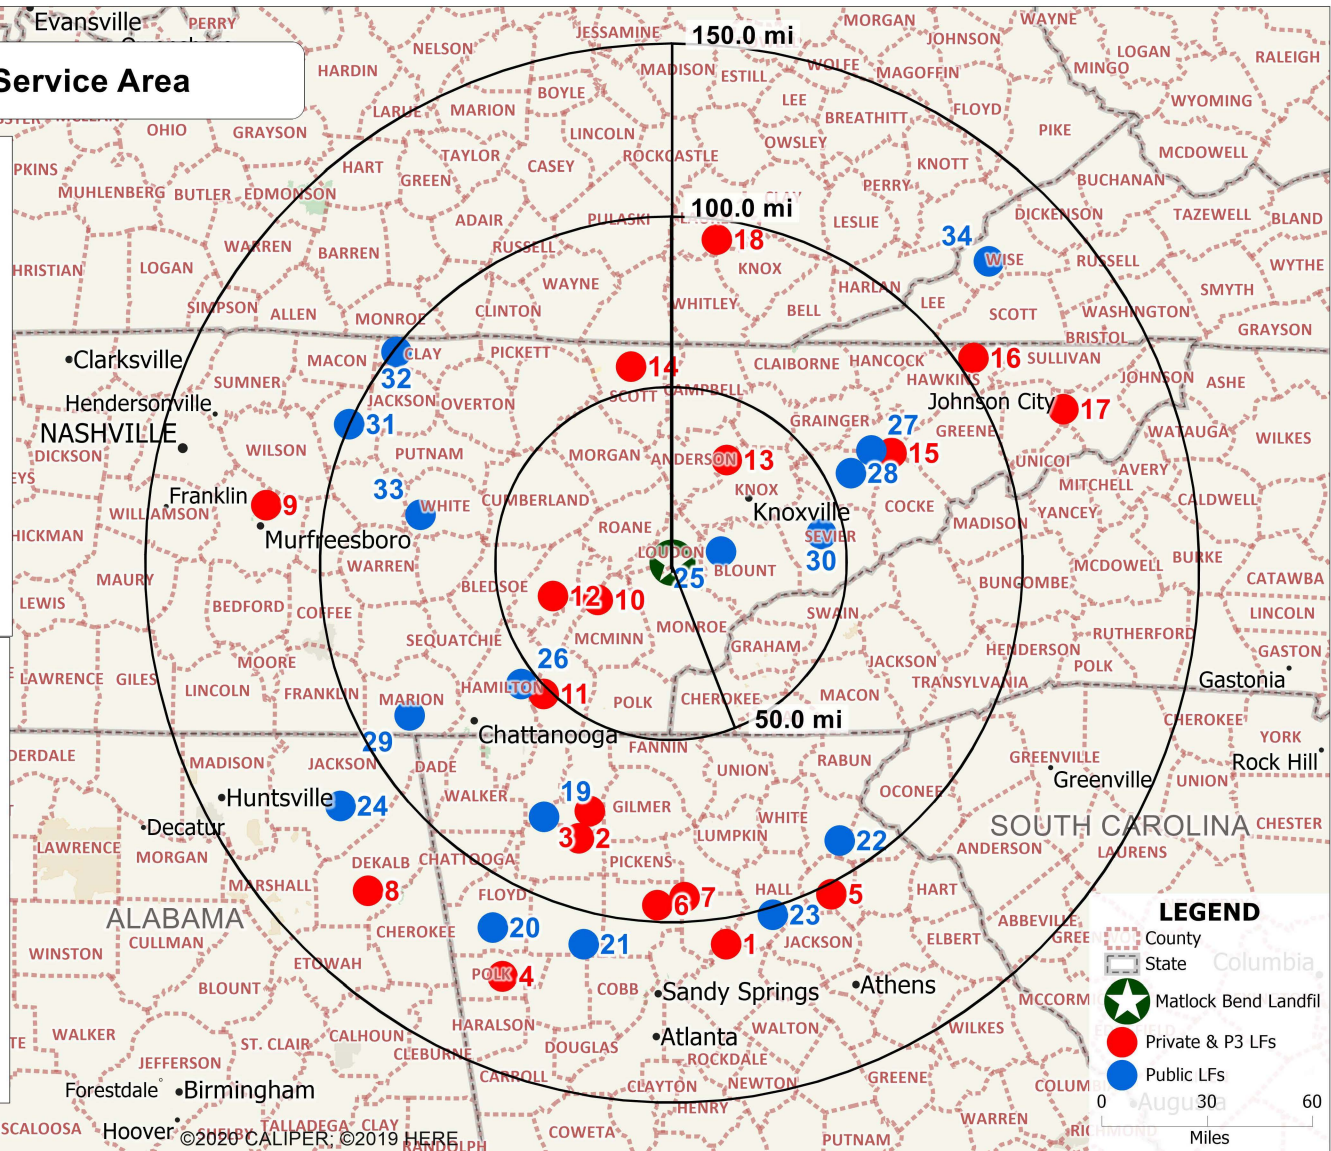 Evansville
PERRY
JESSAMINE
150.0 mi
MORGAN
WAYNE
NELSON
JOHNSON
LOGAN
RALEIGH
Service Area
HARDIN
MADISON
ESTILL
WOLFE
MAGOFFIN
MINGO
BOYLE
LEE
FLOYD
WYOMING
LARUE
MARION
BREATHITT
OHIO
GRAYSON
LINCOLN
OWSLEY
PIKE
PKINS
HART
TAYLOR
CASEY
ROCKCASTLE
KNOTT
MCDOWELL
MUHLENBERG
BUTLER
EDMONSON
GREEN
CLAY
PERRY
BUCHANAN
ADAIR
PULASKI
100.0 mi
LESLIE
DICKENSON
TAZEWELL
BLAND
WARREN
BARREN
RUSSELL
18
34
HRISTIAN
LOGAN
KNOX
WISE
RUSSELL
WYTHE
SIMPSON
ALLEN
MONROE
CLINTON
WAYNE
WHITLEY
BELL
HARLAN
LEE
SCOTT
WASHINGTON
SMYTH
BRISTOL
GRAYSON
Clarksville
MACON
CLAY
PICKETT
14
CLAIBORNE
HANCOCK
16
SULLIVAN
SUMNER
32
SCOTT
CAMPBELL
HAWKINS
JOHNSON
ASHE
Hendersonville
JACKSON
OVERTON
Johnson City
17
NASHVILLE
31
GRAINGER
27
GREENE
WATAUGA
WILKES
DICKSON
WILSON
PUTNAM
MORGAN
ANDERSON
13
15
UNICOI
AVERY
EYS
28
MITCHELL
33
KNOX
Franklin
9
WHITE
CUMBERLAND
Knoxville
COCKE
YANCEY
CALDWELL
WILLIAMSON
ROANE
MADISON
HICKMAN
Murfreesboro
LOUDON
SEVIER
BURKE
WARREN
25
BLOUNT
30
MCDOWELL
MAURY
BLEDSOE
12
10
BUNCOMBE
CATAWBA
LEWIS
BEDFORD
COFFEE
SWAIN
LINCOLN
SEQUATCHIE
MCMINN
MONROE
GRAHAM
RUTHERFORD
MOORE
26
JACKSON
HENDERSON
POLK
GASTON
LAWRENCE
GILES
LINCOLN
FRANKLIN
MARION
HAMILTON
11
POLK
CHEROKEE
MACON
TRANSYLVANIA
Gastonia
50.0 mi
CHEROKEE
29
Chattanooga
FANNIN
YORK
DERDALE
MADISON
JACKSON
DADE
UNION
RABUN
GREENVILLE
Rock Hill
Huntsville
24
WALKER
19
GILMER
OCONEE
Greenville
UNION
Decatur
3
2
LUMPKIN
WHITE
22
SOUTH CAROLINA
CHESTER
LAWRENCE
MORGAN
DEKALB
CHATTOOGA
PICKENS
ANDERSON
LAURENS
MARSHALL
8
FLOYD
6
7
HALL
5
HART
ALABAMA
20
23
ABBEVILLE
LEGEND
CULLMAN
CHEROKEE
21
1
JACKSON
ELBERT
County
WINSTON
ETOWAH
POLK
4
State
Columbia
BLOUNT
COBB
Sandy Springs
Athens
MCCORM
Matlock Bend Landfil
WALKER
CALHOUN
HARALSON
Atlanta
WALTON
WILKES
Private & P3 LFs
ST. CLAIR
CLEBURNE
DOUGLAS
ROCKDALE
JEFFERSON
CARROLL
CLAYTON
NEWTON
GREENE
Public LFs
Forestdale
Birmingham
HENRY
WARREN
0
30
60
SCALOOSA
Hoover
SHELBY
TALLADEGA
CLAY
COWETA
PUTNAM
Miles
©2020 CALIPER; ©2019 HERE
RANDOLPH